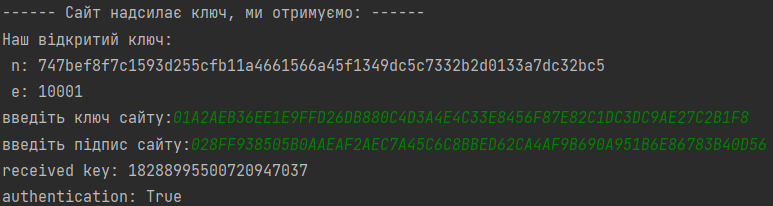 ------ Сайт надсилає ключ, ми отримуємо: ------
Наш відкритий ключ:
n: 747bef8f7c1593d255cfb11a4661566a45f1349dc5c7332b2d0133a7dc32bc5
e: 10001
введіть ключ сайту:01A2AEB36EE1E9FFD26DB880C4D3A4E4C33E8456F87E82C1DC3DC9AE27C2B1F8
введіть підпис сайту:028FF938505B0AAEAF2AEC7A45C6C8BBED62CA4AF9B690A951B6E86783B40D56
received key: 18288995500720947037
authentication: True